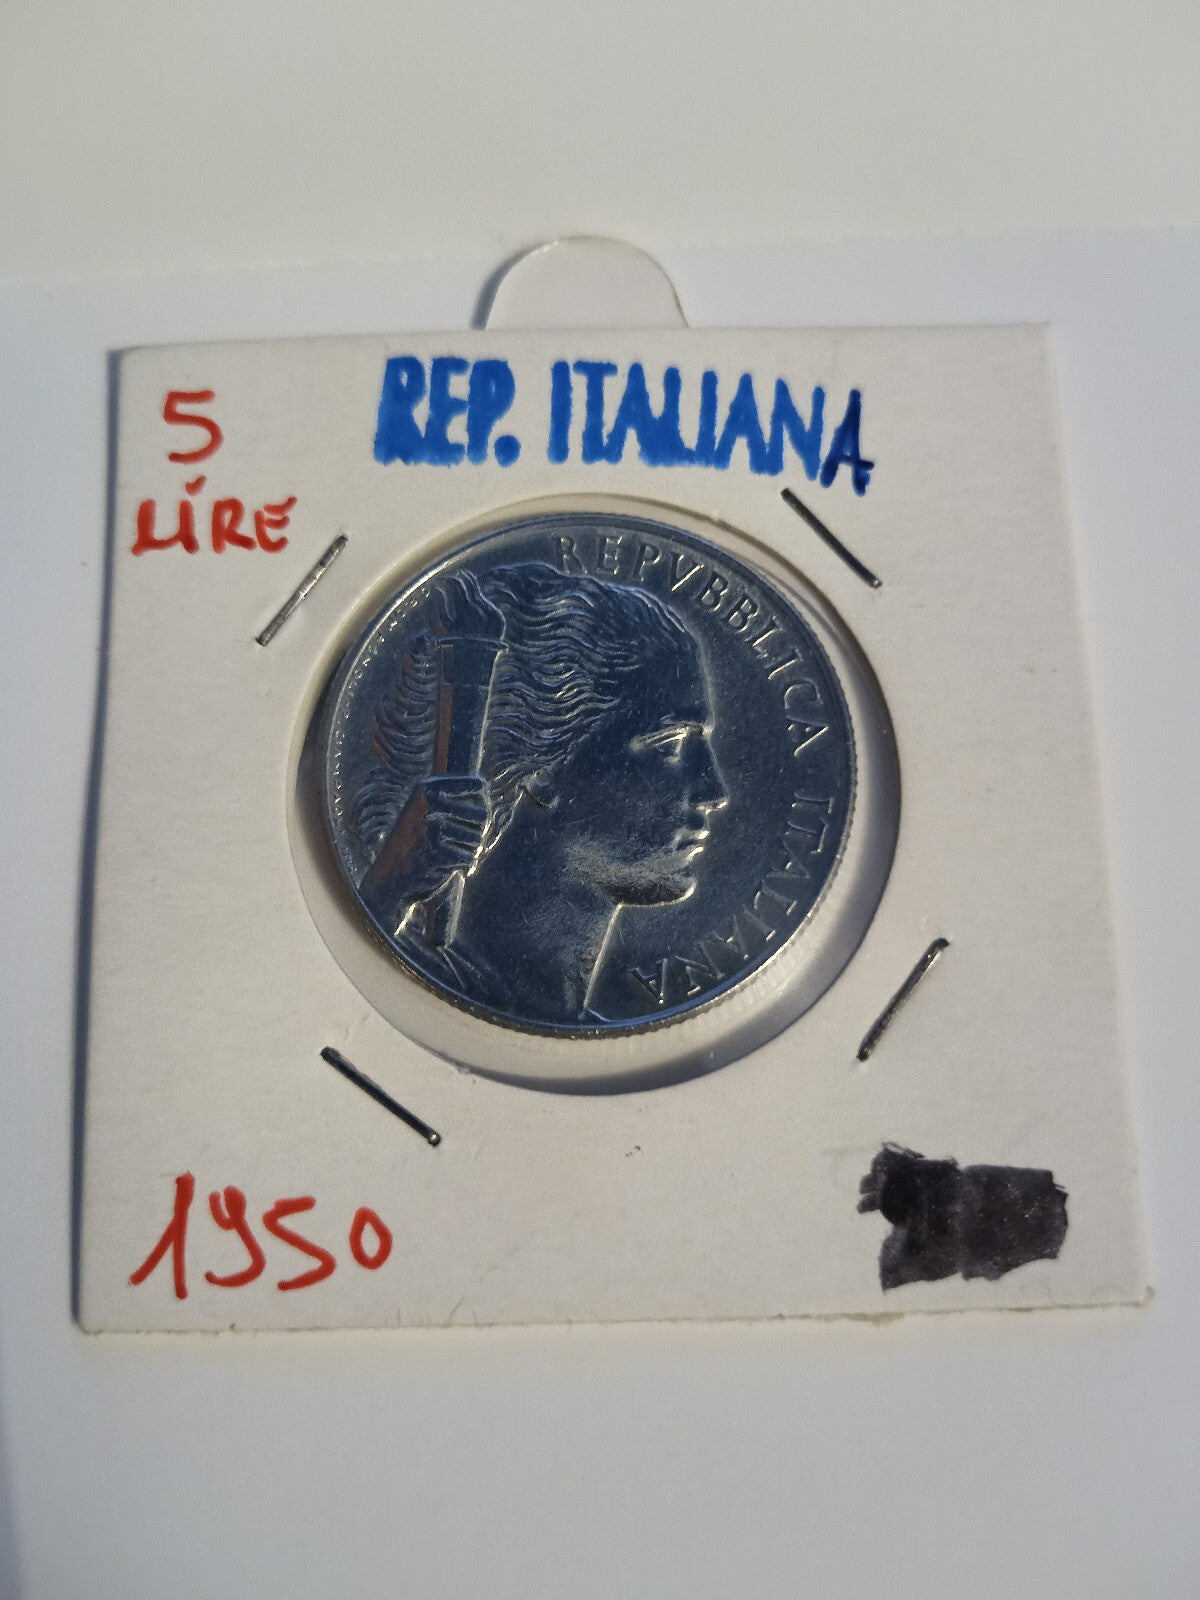 REP. ITALIANA
5
LIRE
REPVBBLICA ITALIANA
1950